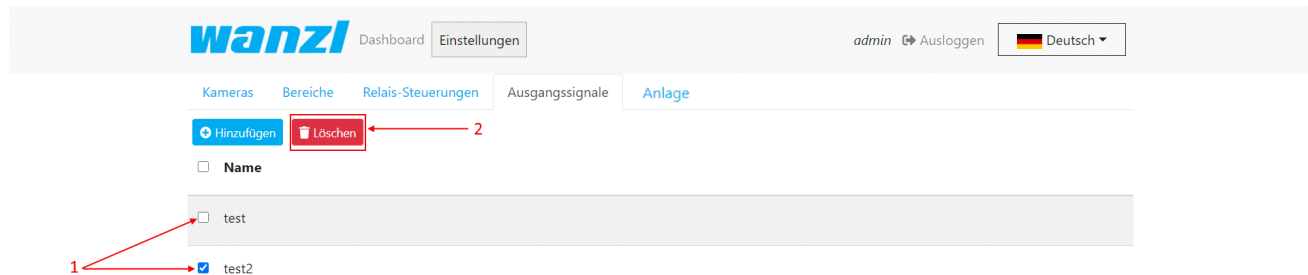 wanzl Dashboard Einstellungen admin Ausloggen Deutsch
Kameras Bereiche Relais-Steuerungen Ausgangssignale Anlage
Hinzufügen Löschen 2
Name
test
1 test2